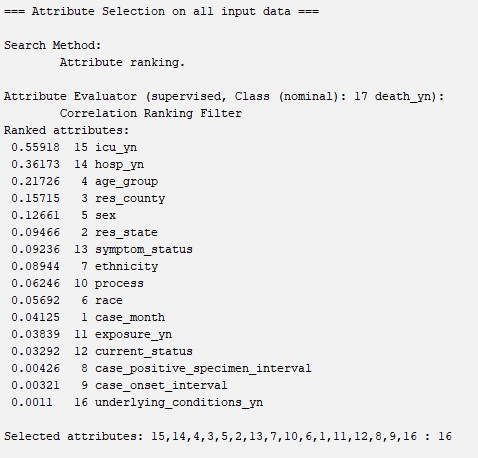 === Attribute Selection on all input data ===
Search Method:
Attribute ranking.
Attribute Evaluator (supervised, Class (nominal): 17 death_yn):
Correlation Ranking Filter
Ranked attributes:
0.55918 15 icu_yn
0.36173 14 hosp_yn
0.21726 4 age_group
0.15715 3 res_county
0.12661 5 sex
0.09466 2 res_state
0.09236 13 symptom_status
0.08944 7 ethnicity
0.06246 10 process
0.05692 6 race
0.04125 1 case_month
0.03839 11 exposure_yn
0.03292 12 current_status
0.00426 8 case_positive_specimen_interval
0.00321 9 case_onset_interval
0.0011 16 underlying_conditions_yn
Selected attributes: 15,14,4,3,5,2,13,7,10,6,1,11,12,8,9,16 : 16